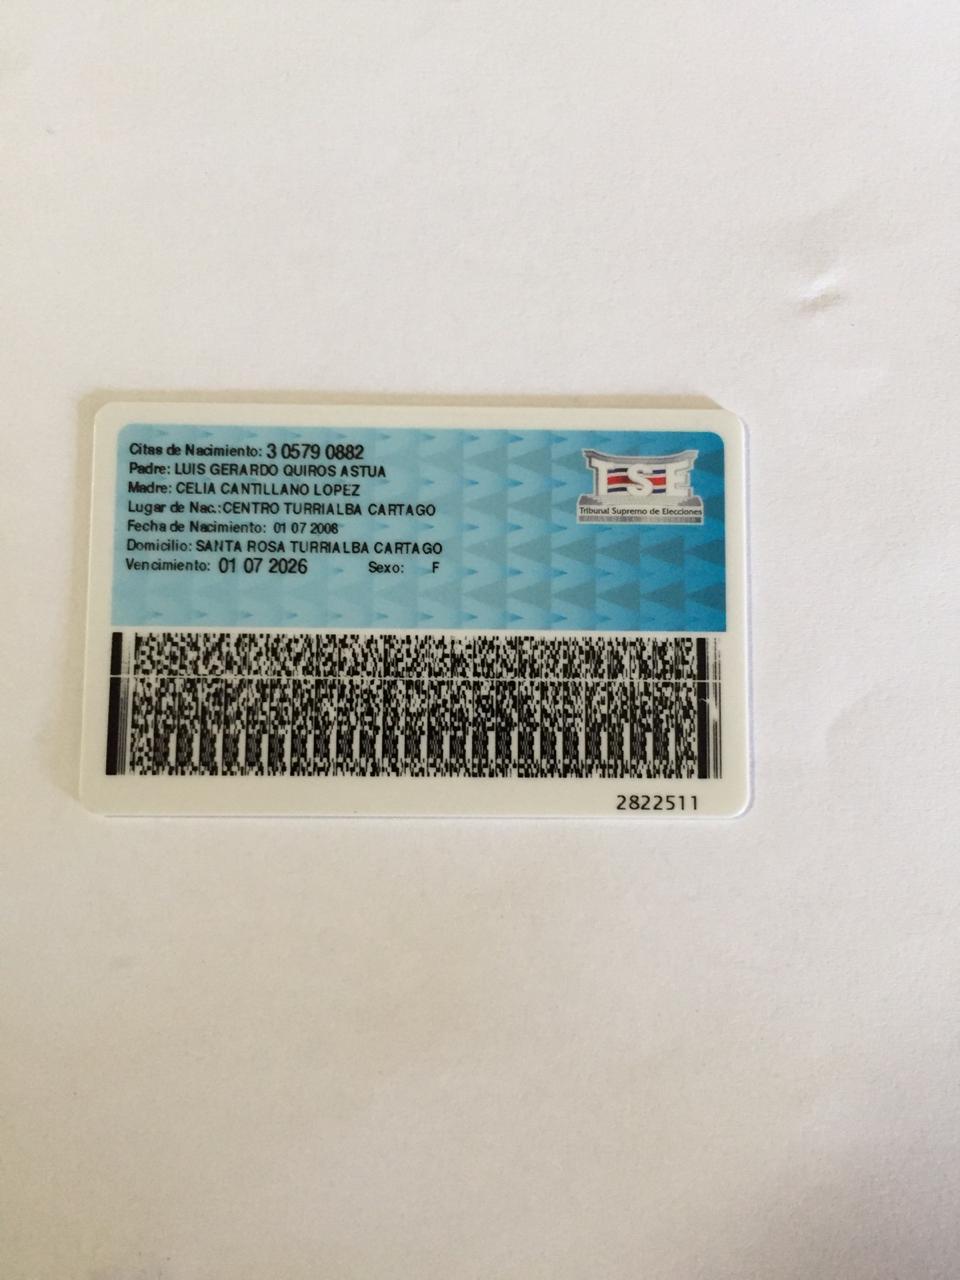 Citas de Nacimiento: 3 0579 0882
Padre: LUIS GERARDO QUIROS ASTUA
Madre: CELIA CANTILLANO LOPEZ
Lugar de Nac.:CENTRO TURRIALBA CARTAGO
Fecha de Nacimiento: 01 07 2008
Domicilio: SANTA ROSA TURRIALBA CARTAGO
Vencimiento: 01 07 2026 Sexo: F
TSE
Tribunal Supremo de Elecciones
2822511